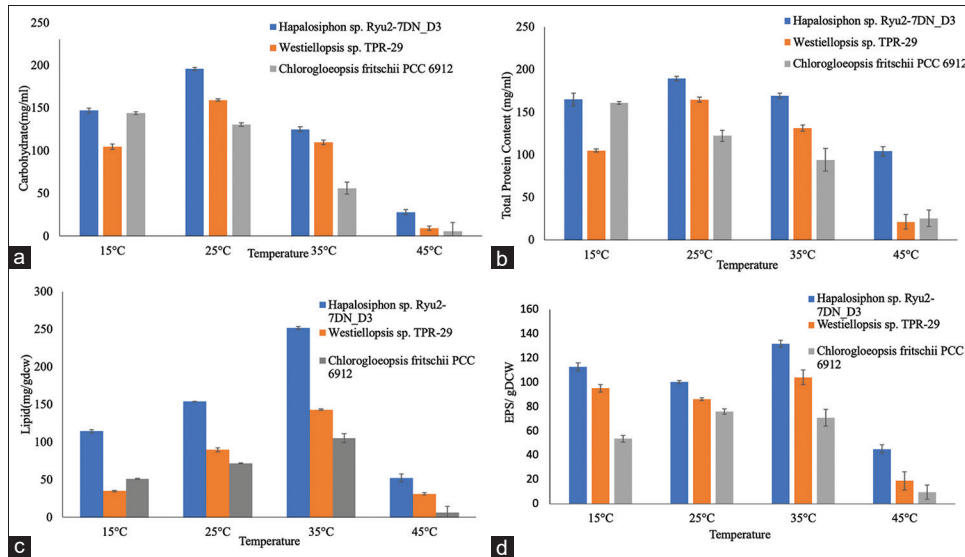 250
200
150
100
50
0
Carbohydrate(mg/ml)
Hapalosiphon sp. Ryu2-7DN_D3
Westiellopsis sp. TPR-29
Chlorogloeopsis fritschii PCC 6912
15°C 25°C 35°C 45°C
Temperature
a
250
200
150
100
50
0
Total Protein Content (mg/ml)
Hapalosiphon sp. Ryu2-7DN_D3
Westiellopsis sp. TPR-29
Chlorogloeopsis fritschii PCC 6912
15°C 25°C 35°C 45°C
Temperature
b
300
250
200
150
100
50
0
Lipid(mg/gdcw)
Hapalosiphon sp. Ryu2-
7DN_D3
Westiellopsis sp. TPR-29
Chlorogloeopsis fritschii PCC
6912
15°C 25°C 35°C 45°C
Temperature
c
160
140
120
100
80
60
40
20
0
EPS/ gDCW
Hapalosiphon sp. Ryu2-
7DN_D3
Westiellopsis sp. TPR-29
Chlorogloeopsis fritschii PCC
6912
15°C 25°C 35°C 45°C
Temperature
d